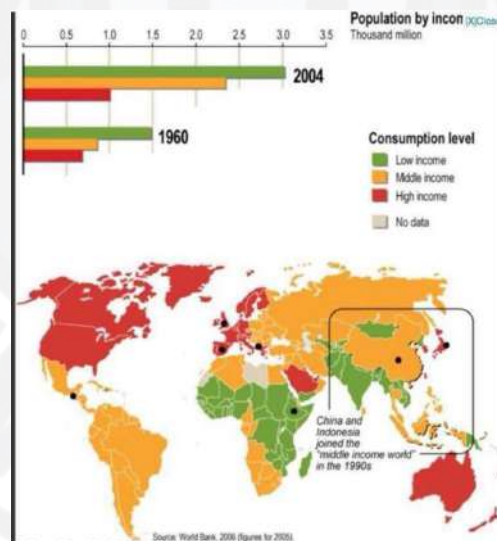 Population by incom [X]Close
Thousand million
0 0.5 1.0 1.5 2.0 2.5 3.0 3.5
2004
1960
Consumption level
Low income
Middle income
High income
No data
China and
Indonesia
joined the
"middle income world"
in the 1990s
Source: World Bank, 2006 (figures for 2005).